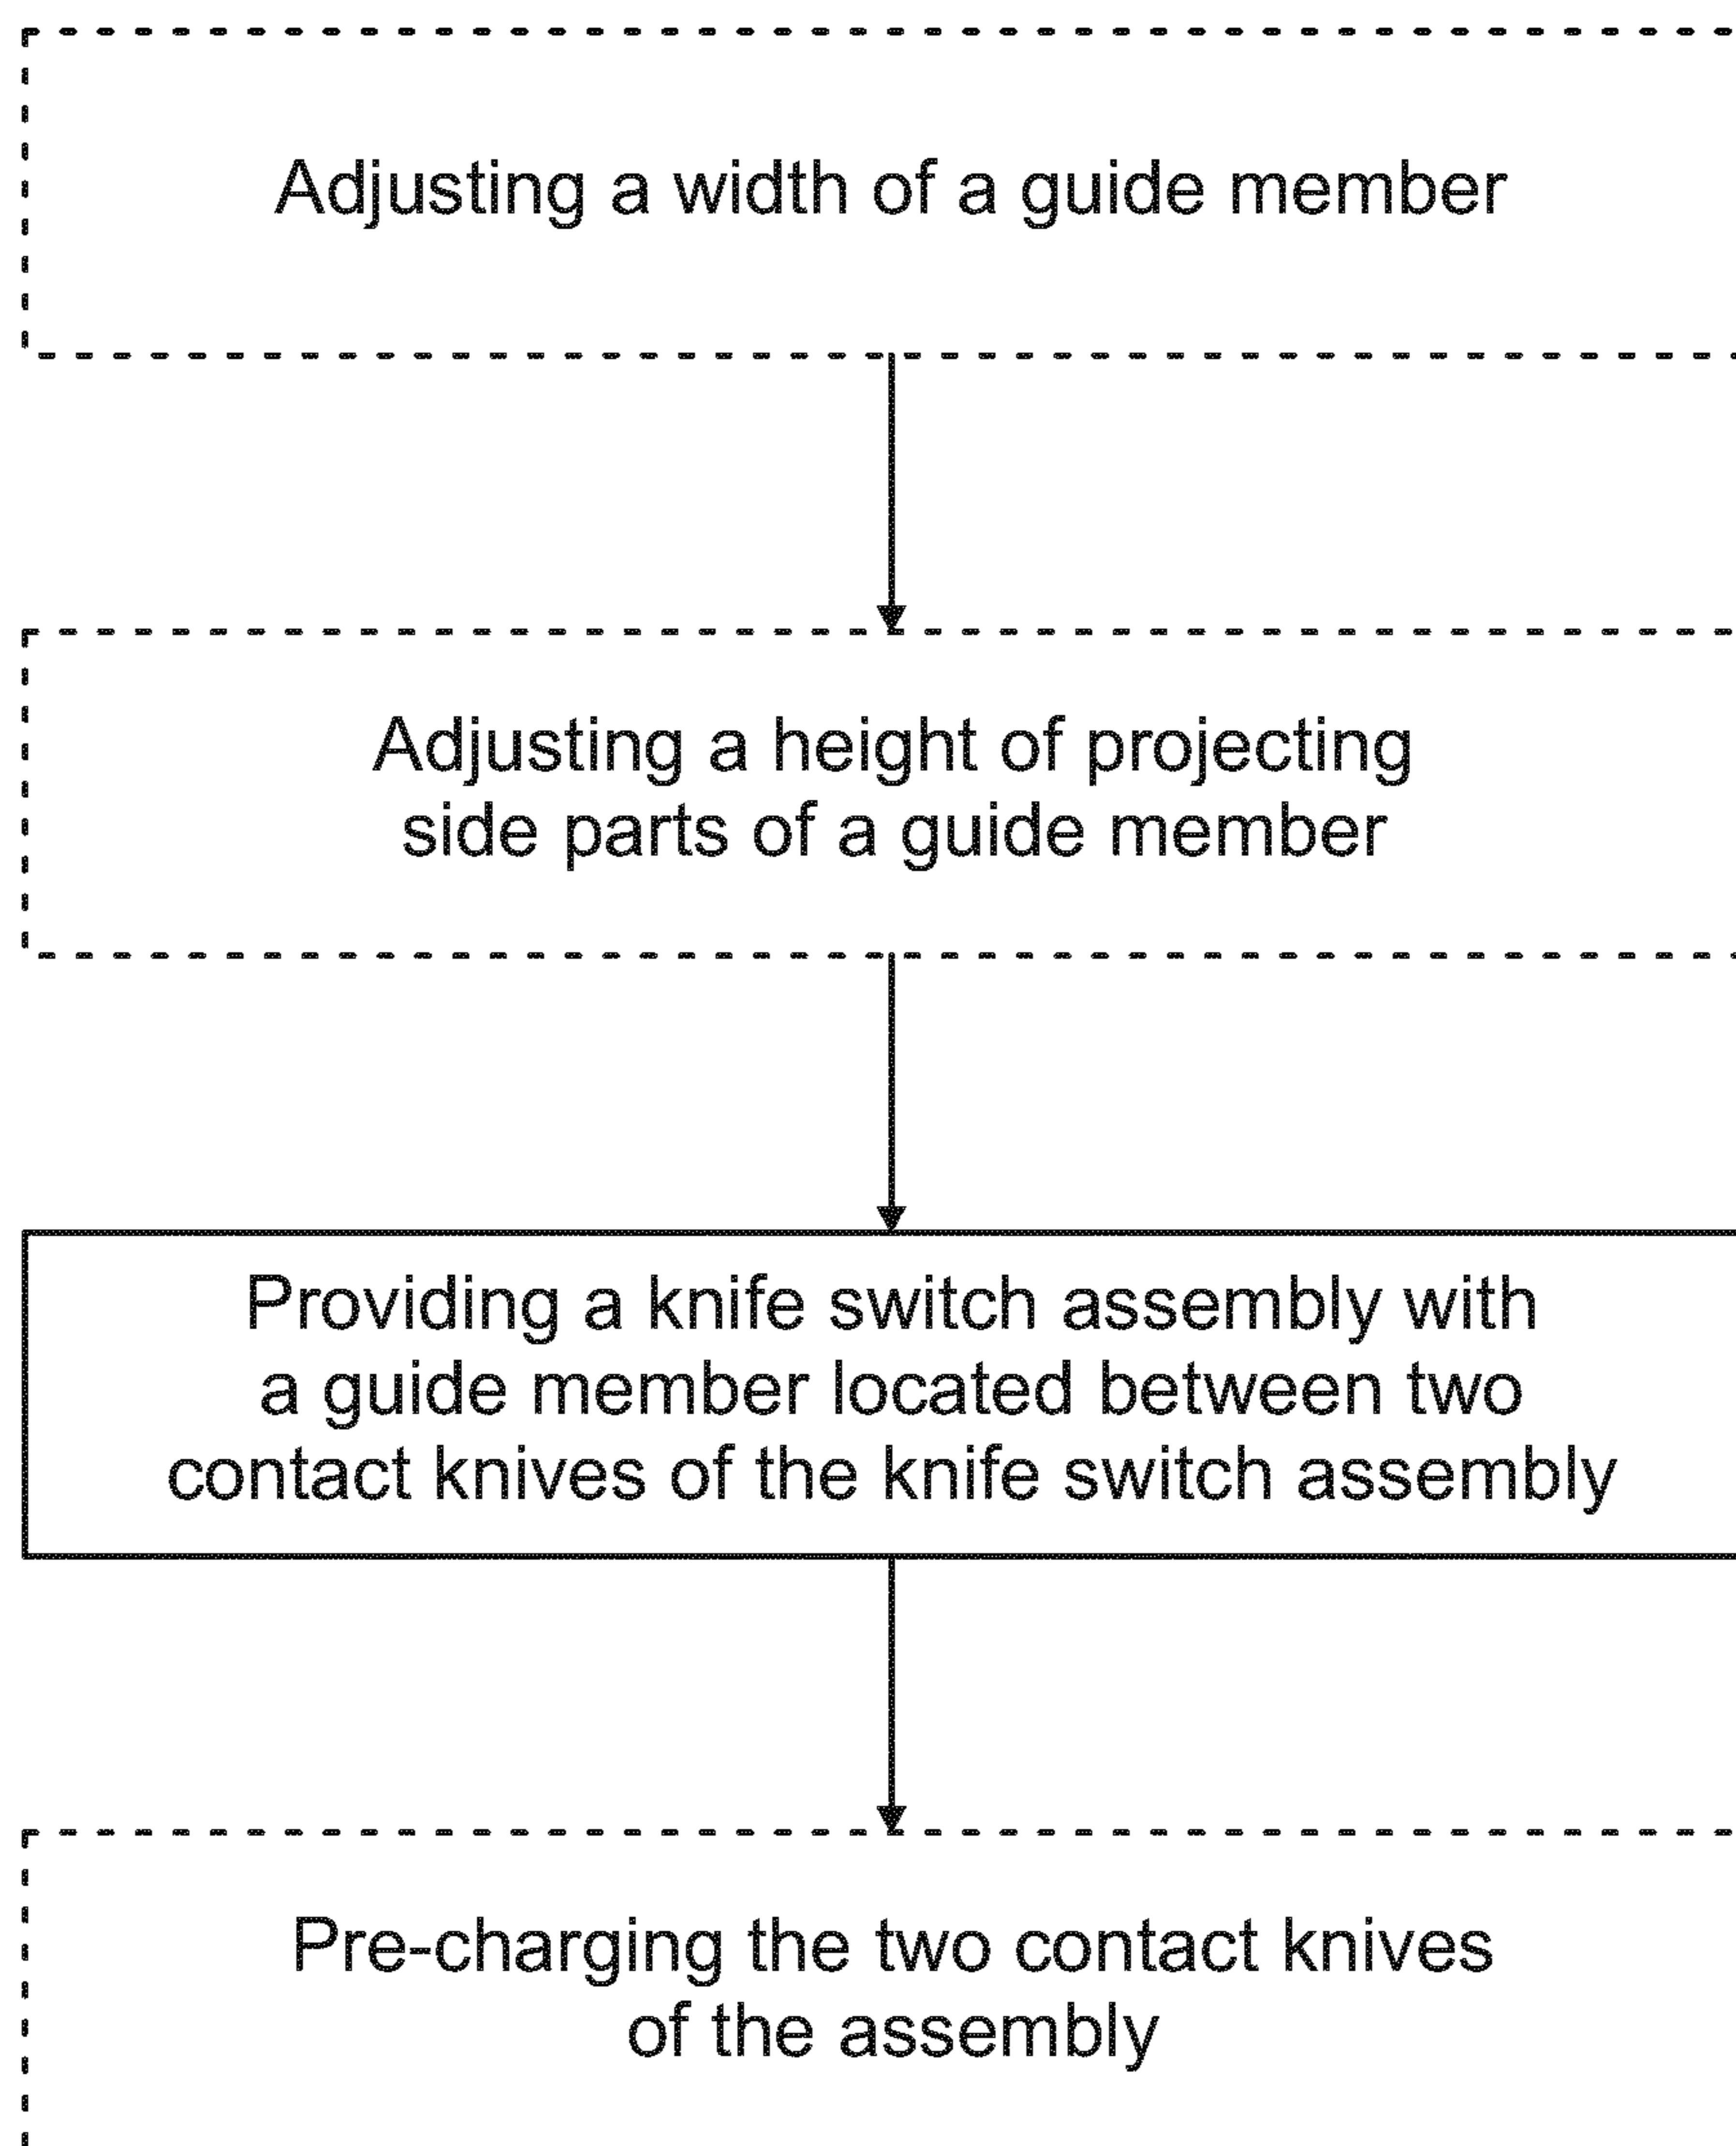 Adjusting a width of a guide member
Adjusting a height of projecting
side parts of a guide member
Providing a knife switch assembly with
a guide member located between two
contact knives of the knife switch assembly
Pre-charging the two contact knives
of the assembly